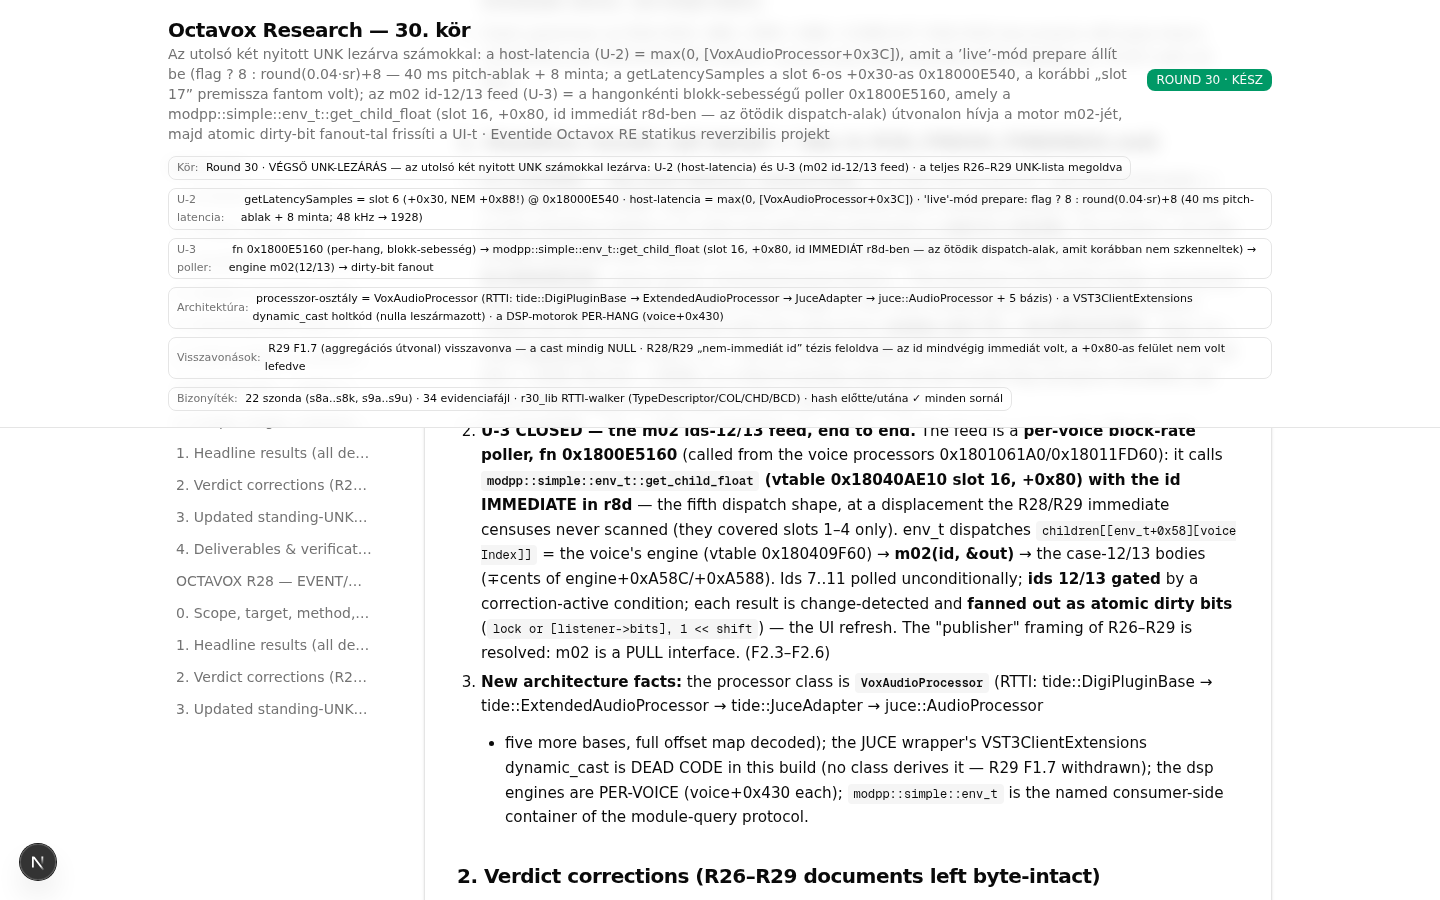 Octavox Research — 30. kör
Az utolsó két nyitott UNK lezárva számokkal: a host-latencia (U-2) = max(0, [VoxAudioProcessor+0x3C]), amit a ’live’-mód prepare állít
be (flag ? 8 : round(0.04·sr)+8 — 40 ms pitch-ablak + 8 minta; a getLatencySamples a slot 6-os +0x30-as 0x18000E540, a korábbi „slot
17” premissza fantom volt); az m02 id-12/13 feed (U-3) = a hangonkénti blokk-sebességű poller 0x1800E5160, amely a
modpp::simple::env_t::get_child_float (slot 16, +0x80, id immediát r8d-ben — az ötödik dispatch-alak) útvonalon hívja a motor m02-jét,
majd atomic dirty-bit fanout-tal frissíti a UI-t · Eventide Octavox RE statikus reverzibilis projekt
ROUND 30 · KÉSZ
Kör: Round 30 · VÉGSŐ UNK-LEZÁRÁS — az utolsó két nyitott UNK számokkal lezárva: U-2 (host-latencia) és U-3 (m02 id-12/13 feed) · a teljes R26–R29 UNK-lista megoldva
U-2 latencia: getLatencySamples = slot 6 (+0x30, NEM +0x88!) @ 0x18000E540 · host-latencia = max(0, [VoxAudioProcessor+0x3C]) · 'live'-mód prepare: flag ? 8 : round(0.04·sr)+8 (40 ms pitch-
ablak + 8 minta; 48 kHz → 1928)
U-3 poller: fn 0x1800E5160 (per-hang, blokk-sebesség) → modpp::simple::env_t::get_child_float (slot 16, +0x80, id IMMEDIÁT r8d-ben — az ötödik dispatch-alak, amit korábban nem szkenneltek) →
engine m02(12/13) → dirty-bit fanout
Architektúra: processzor-osztály = VoxAudioProcessor (RTTI: tide::DigiPluginBase → ExtendedAudioProcessor → JuceAdapter → juce::AudioProcessor + 5 bázis) · a VST3ClientExtensions
dynamic_cast holtkód (nulla leszármazott) · a DSP-motorok PER-HANG (voice+0x430)
Visszavonások: R29 F1.7 (aggregációs útvonal) visszavonva — a cast mindig NULL · R28/R29 „nem-immediát id” tézis feloldva — az id mindvégig immediát volt, a +0x80-as felület nem volt
lefedve
Bizonyíték: 22 szonda (s8a..s8k, s9a..s9u) · 34 evidenciafájl · r30_lib RTTI-walker (TypeDescriptor/COL/CHD/BCD) · hash előtte/utána ✓ minden sornál
1. Headline results (all de…
2. Verdict corrections (R2…
3. Updated standing-UNK…
4. Deliverables & verificat…
OCTAVOX R28 — EVENT/…
0. Scope, target, method,…
1. Headline results (all de…
2. Verdict corrections (R2…
3. Updated standing-UNK…
2. U-3 CLOSED — the m02 ids-12/13 feed, end to end. The feed is a per-voice block-rate
poller, fn 0x1800E5160 (called from the voice processors 0x1801061A0/0x18011FD60): it calls
modpp::simple::env_t::get_child_float (vtable 0x18040AE10 slot 16, +0x80) with the id
IMMEDIATE in r8d — the fifth dispatch shape, at a displacement the R28/R29 immediate
censuses never scanned (they covered slots 1–4 only). env_t dispatches children[[env_t+0x58][voice
Index]] = the voice's engine (vtable 0x180409F60) → m02(id, &out) → the case-12/13 bodies
(∓cents of engine+0xA58C/+0xA588). Ids 7..11 polled unconditionally; ids 12/13 gated by a
correction-active condition; each result is change-detected and fanned out as atomic dirty bits
( lock or [listener->bits], 1 << shift ) — the UI refresh. The "publisher" framing of R26–R29 is
resolved: m02 is a PULL interface. (F2.3–F2.6)
3. New architecture facts: the processor class is VoxAudioProcessor (RTTI: tide::DigiPluginBase →
tide::ExtendedAudioProcessor → tide::JuceAdapter → juce::AudioProcessor
• five more bases, full offset map decoded); the JUCE wrapper's VST3ClientExtensions
dynamic_cast is DEAD CODE in this build (no class derives it — R29 F1.7 withdrawn); the dsp
engines are PER-VOICE (voice+0x430 each); modpp::simple::env_t is the named consumer-side
container of the module-query protocol.
2. Verdict corrections (R26–R29 documents left byte-intact)